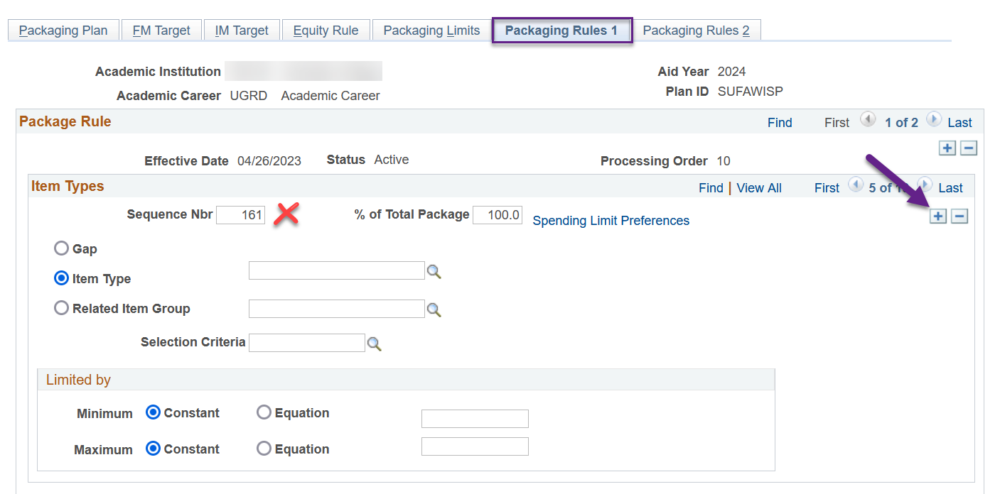 Packaging Plan FM Target IM Target Equity Rule Packaging Limits Packaging Rules 1 Packaging Rules 2
Academic Institution Aid Year 2024
Academic Career UGRD Academic Career Plan ID SUFAWISP
Package Rule Find First 1 of 2 Last
Effective Date 04/26/2023 Status Active Processing Order 10
Item Types Find | View All First 5 of Last
Sequence Nbr 161 % of Total Package 100.0 Spending Limit Preferences
Gap
Item Type
Related Item Group
Selection Criteria
Limited by
Minimum Constant Equation
Maximum Constant Equation